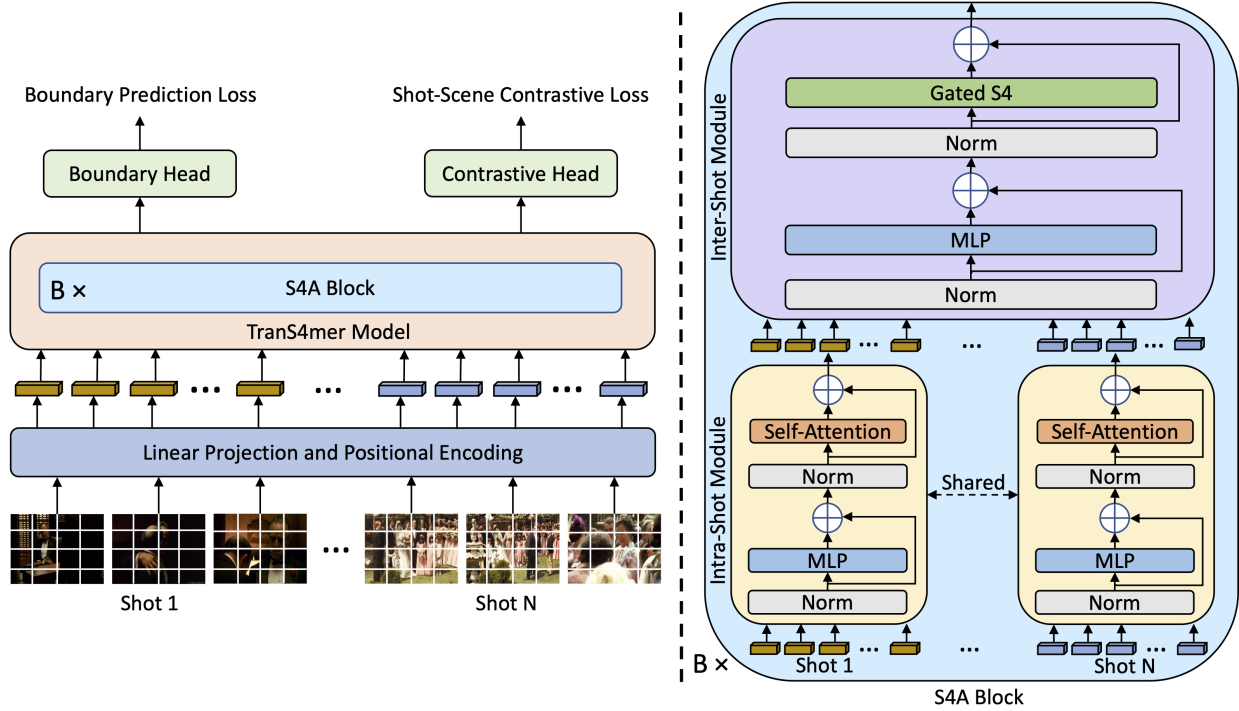 Boundary Prediction Loss
Shot-Scene Contrastive Loss
Boundary Head
Contrastive Head
B × S4A Block
TranS4mer Model
...
...
...
Linear Projection and Positional Encoding
...
Shot 1
Shot N
Inter-Shot Module
Gated S4
Norm
MLP
Norm
...
...
...
Intra-Shot Module
Self-Attention
Norm
MLP
Norm
Shared
Self-Attention
Norm
MLP
Norm
...
...
...
B ×
Shot 1
Shot N
S4A Block